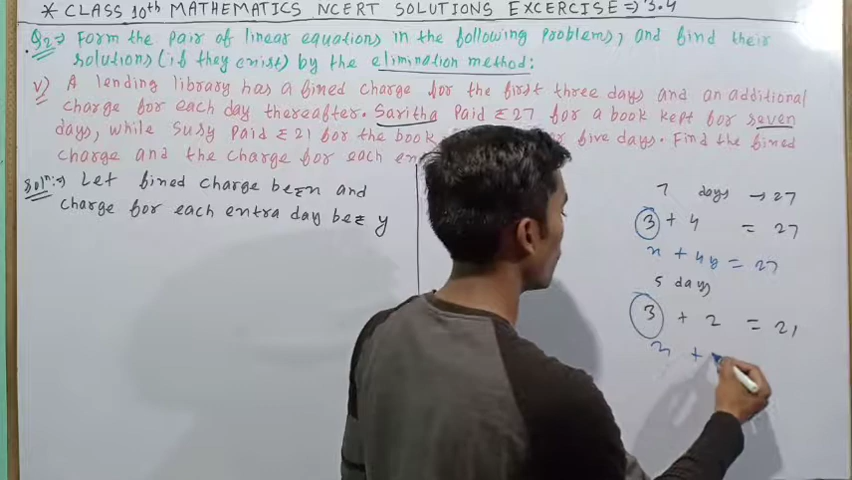 * CLASS 10th MATHEMATICS NCERT SOLUTIONS EXCERCISE ⇒ 3.4
Q2 ⇒ Form the pair of linear equations in the following problems, and find their
solutions (if they exist) by the elimination method:
v) A lending library has a fixed charge for the first three days and an additional
charge for each day thereafter. Saritha Paid ₹27 for a book kept for seven
days, while Susy Paid ₹21 for the book for five days. Find the fixed
charge and the charge for each
Solⁿ:→ Let fixed charge be ₹x and
charge for each extra day be ₹ y
7 days → 27
3 + 4 = 27
x + 4y = 27
5 days
3 + 2 = 21
x +